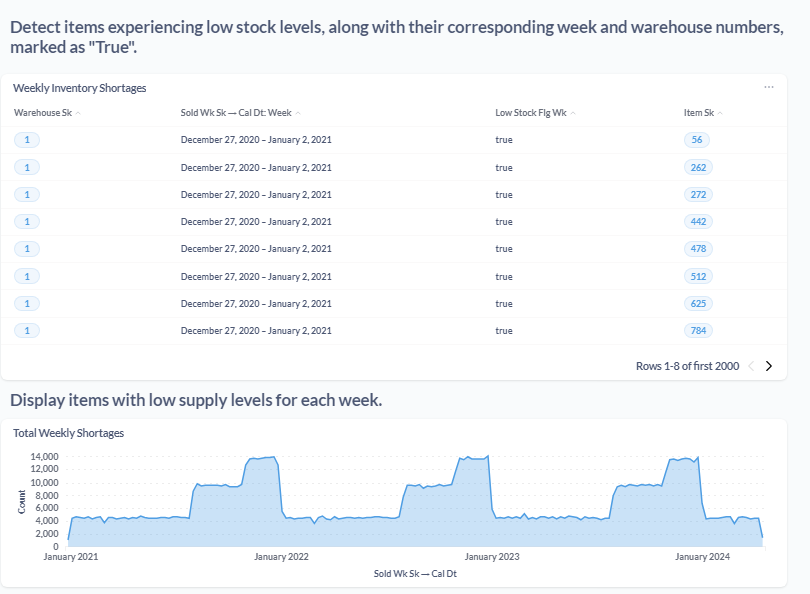 Detect items experiencing low stock levels, along with their corresponding week and warehouse numbers,
marked as "True".
Weekly Inventory Shortages
Warehouse Sk Sold Wk Sk → Cal Dt: Week Low Stock Flg Wk Item Sk
1 December 27, 2020 – January 2, 2021 true 56
1 December 27, 2020 – January 2, 2021 true 262
1 December 27, 2020 – January 2, 2021 true 272
1 December 27, 2020 – January 2, 2021 true 442
1 December 27, 2020 – January 2, 2021 true 478
1 December 27, 2020 – January 2, 2021 true 512
1 December 27, 2020 – January 2, 2021 true 625
1 December 27, 2020 – January 2, 2021 true 784
Rows 1-8 of first 2000
Display items with low supply levels for each week.
Total Weekly Shortages
Count
14,000
12,000
10,000
8,000
6,000
4,000
2,000
0
January 2021 January 2022 January 2023 January 2024
Sold Wk Sk → Cal Dt